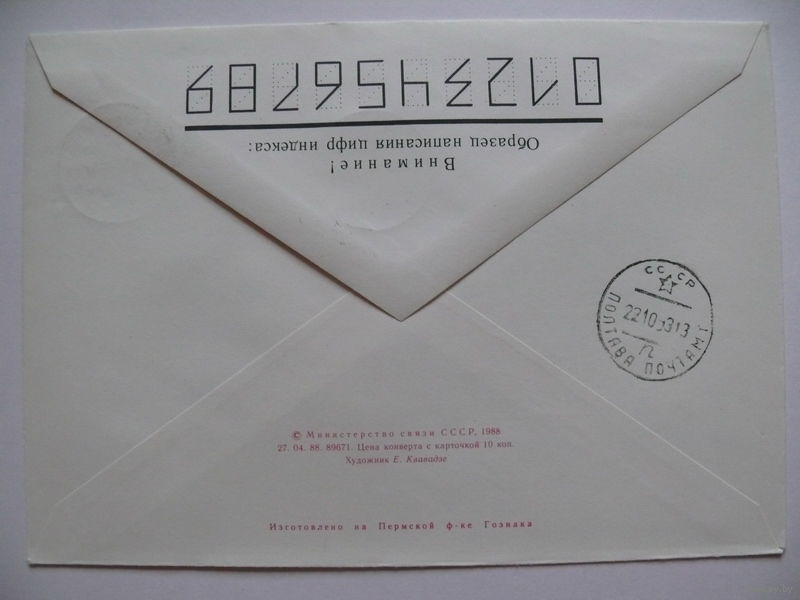 Внимание!
Образец написания цифр индекса:
0123456789
СССР
ПОЛТАВА ПОЧТАМТ
© Министерство связи СССР, 1988
27. 04. 88. 89671. Цена конверта с карточкой 10 коп.
Художник Е. Квавадзе
Изготовлено на Пермской ф-ке Гознака